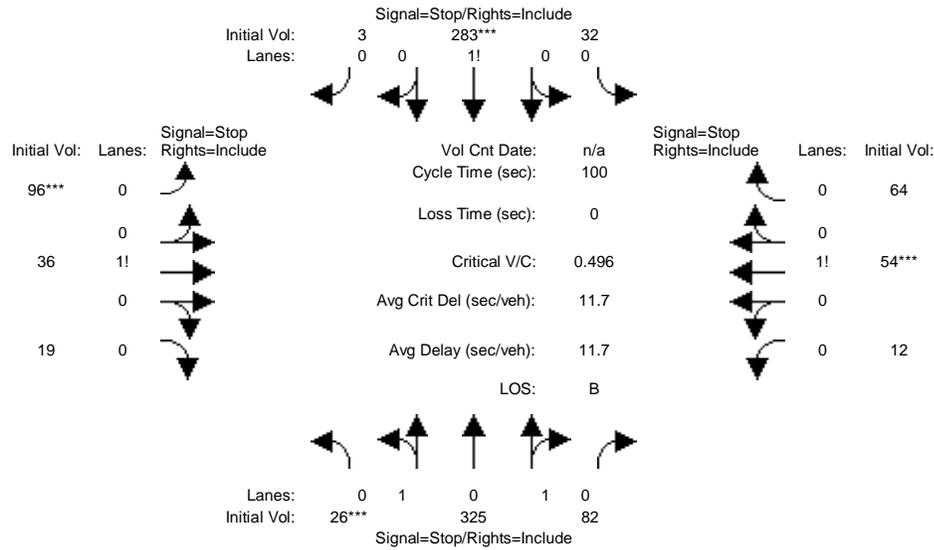 Signal=Stop/Rights=Include
Initial Vol: 3 283*** 32
Lanes: 0 0 1! 0 0
Signal=Stop
Initial Vol: Lanes: Rights=Include
Vol Cnt Date: n/a
Signal=Stop
Rights=Include Lanes: Initial Vol:
Cycle Time (sec): 100
96*** 0
0 64
Loss Time (sec): 0
0
0
36 1!
Critical V/C: 0.496
1! 54***
0
Avg Crit Del (sec/veh): 11.7
0
19 0
Avg Delay (sec/veh): 11.7
0 12
LOS: B
Lanes: 0 1 0 1 0
Initial Vol: 26*** 325 82
Signal=Stop/Rights=Include